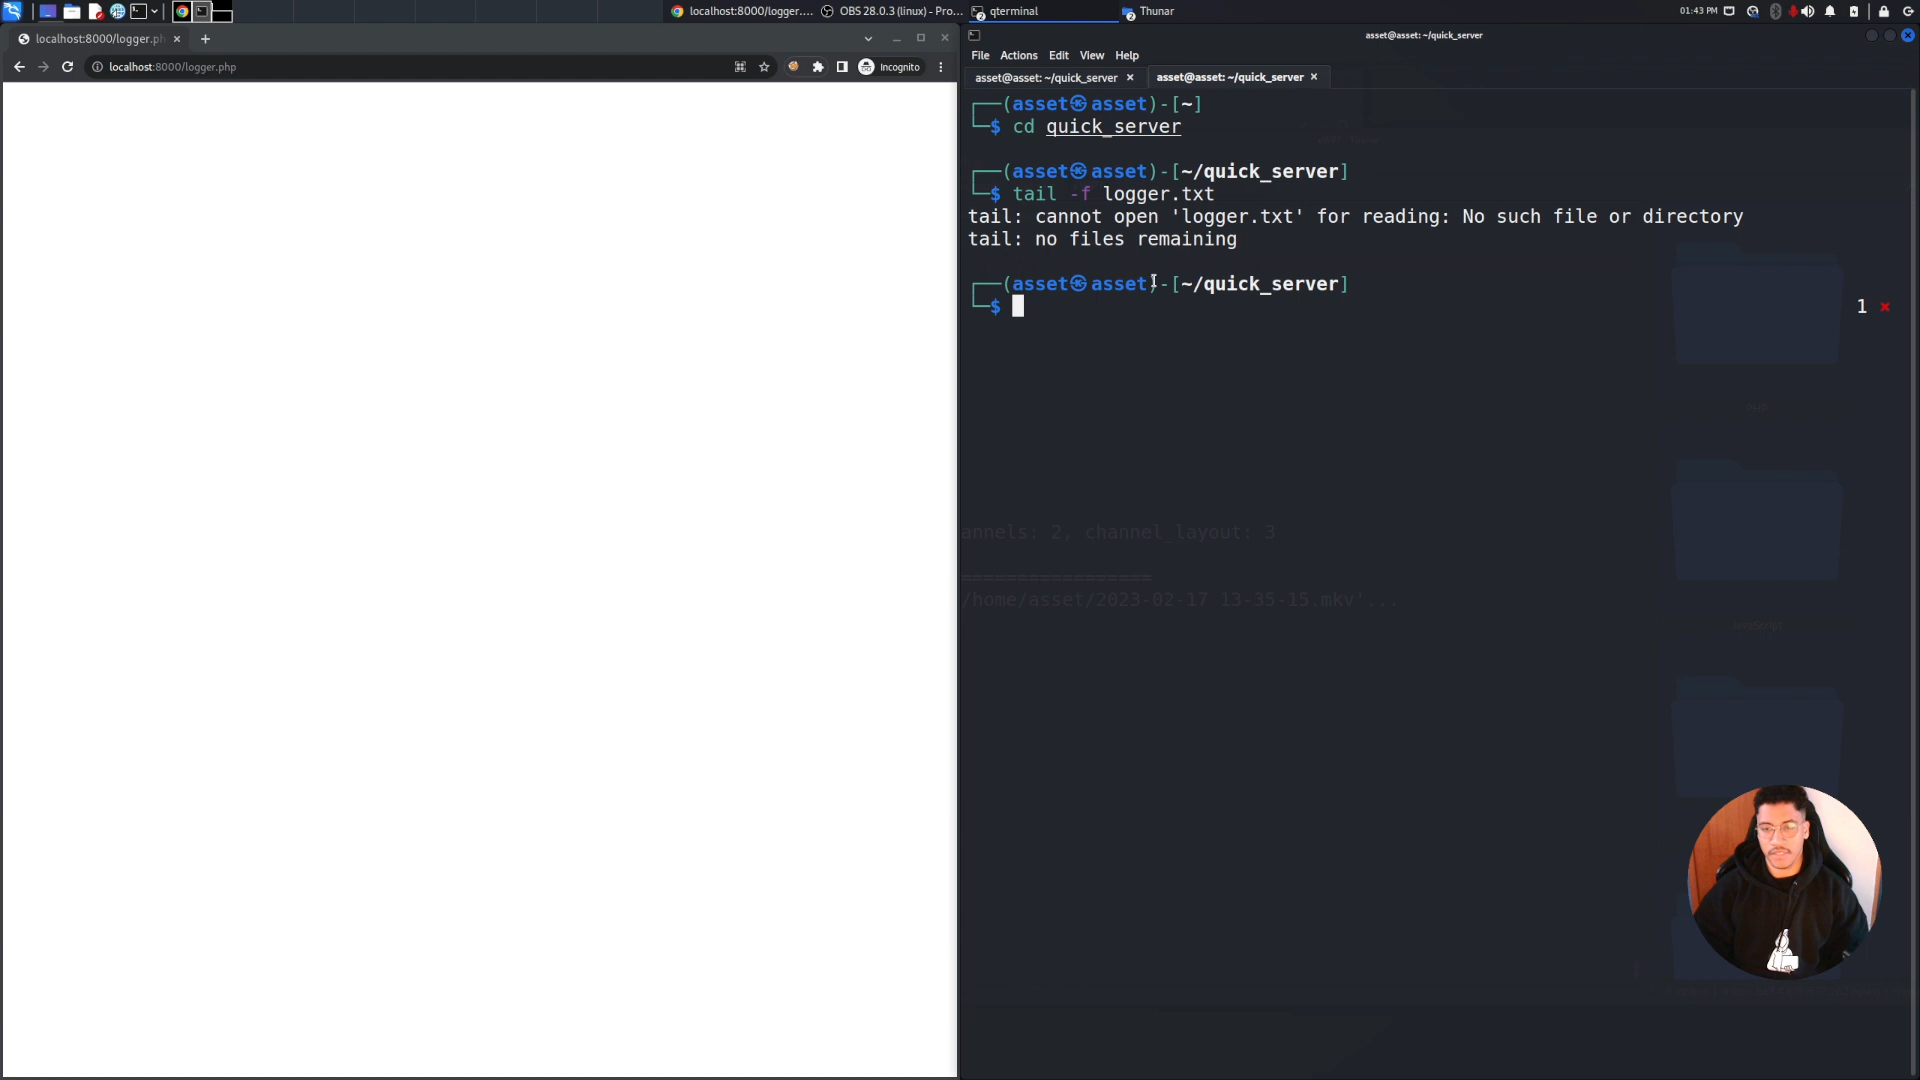 localhost:8000/logger....
OBS 28.0.3 (linux) - Pro...
qterminal
Thunar
01:43 PM
localhost:8000/logger.ph
asset@asset: ~/quick_server
localhost:8000/logger.php
Incognito
File Actions Edit View Help
asset@asset: ~/quick_server
asset@asset: ~/quick_server
┌──(asset㉿asset)-[~]
└─$ cd quick_server
┌──(asset㉿asset)-[~/quick_server]
└─$ tail -f logger.txt
tail: cannot open 'logger.txt' for reading: No such file or directory
tail: no files remaining
┌──(asset㉿asset)-[~/quick_server]
└─$
1
PHP
annels: 2, channel_layout: 3
=================
/home/asset/2023-02-17 13-35-15.mkv'...
JavaScript